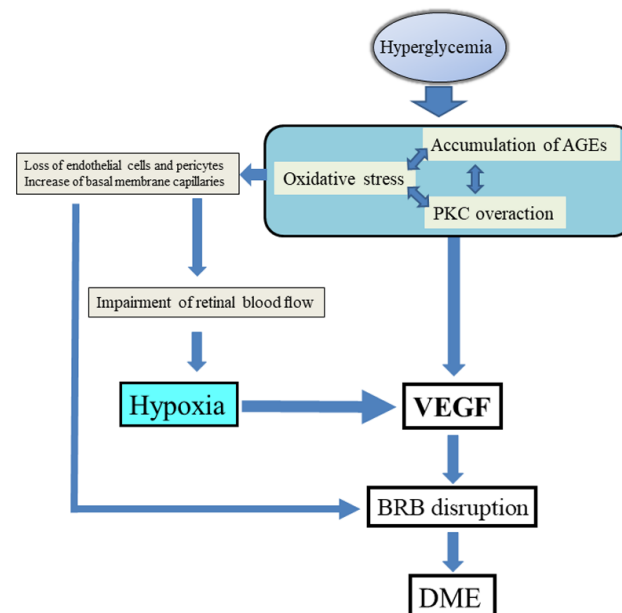 Hyperglycemia
Accumulation of AGEs
Oxidative stress
PKC overaction
Loss of endothelial cells and pericytes
Increase of basal membrane capillaries
Impairment of retinal blood flow
Hypoxia
VEGF
BRB disruption
DME